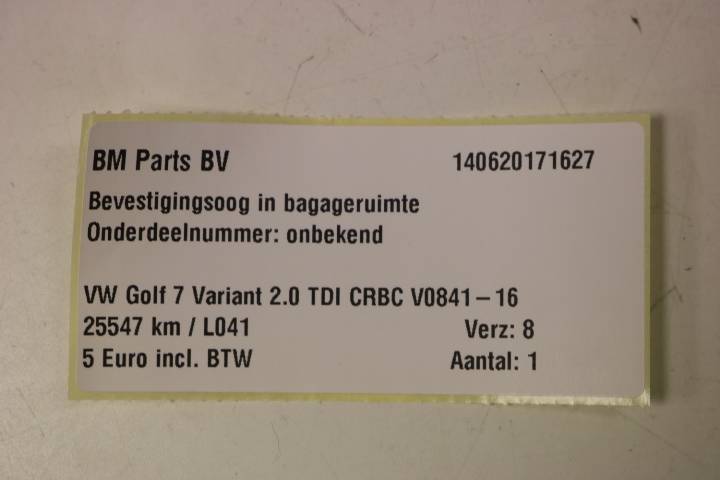 BM Parts BV 140620171627
Bevestigingsoog in bagageruimte
Onderdeelnummer: onbekend
VW Golf 7 Variant 2.0 TDI CRBC V0841-16
25547 km / L041 Verz: 8
5 Euro incl. BTW Aantal: 1